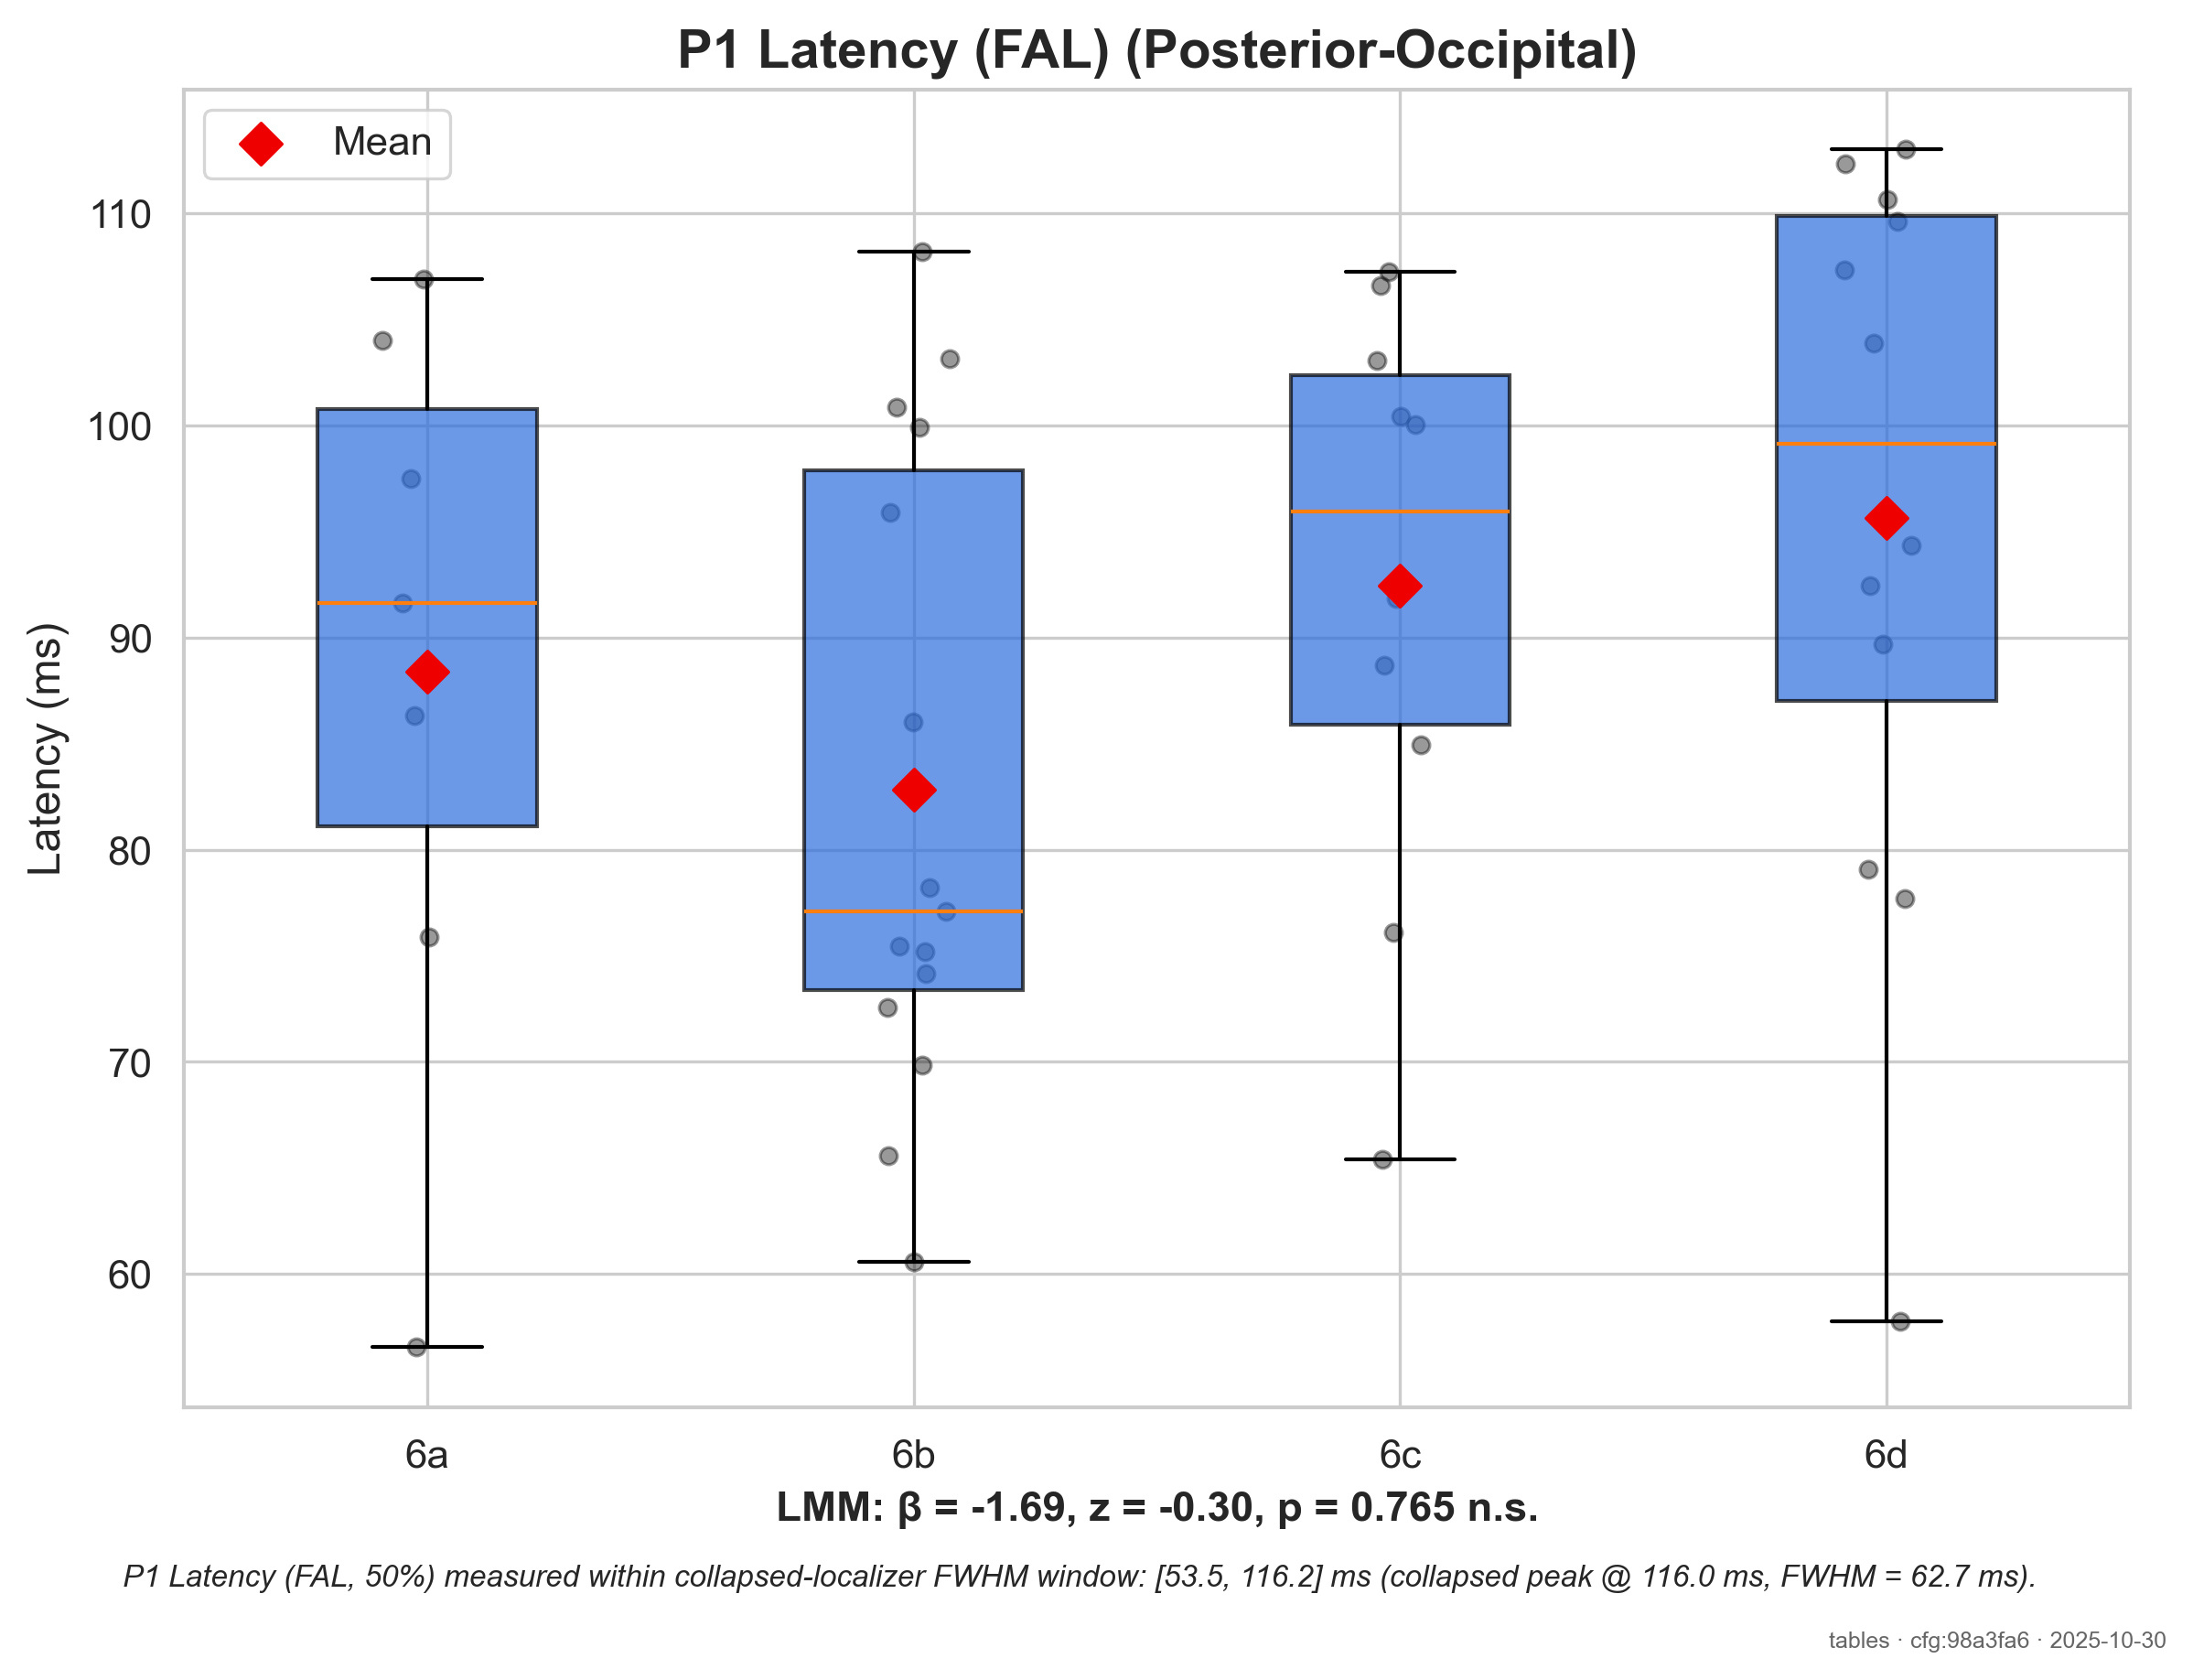 P1 Latency (FAL) (Posterior-Occipital)
Mean
Latency (ms)
110
100
90
80
70
60
6a 6b 6c 6d
LMM: β = -1.69, z = -0.30, p = 0.765 n.s.
P1 Latency (FAL, 50%) measured within collapsed-localizer FWHM window: [53.5, 116.2] ms (collapsed peak @ 116.0 ms, FWHM = 62.7 ms).
tables · cfg:98a3fa6 · 2025-10-30